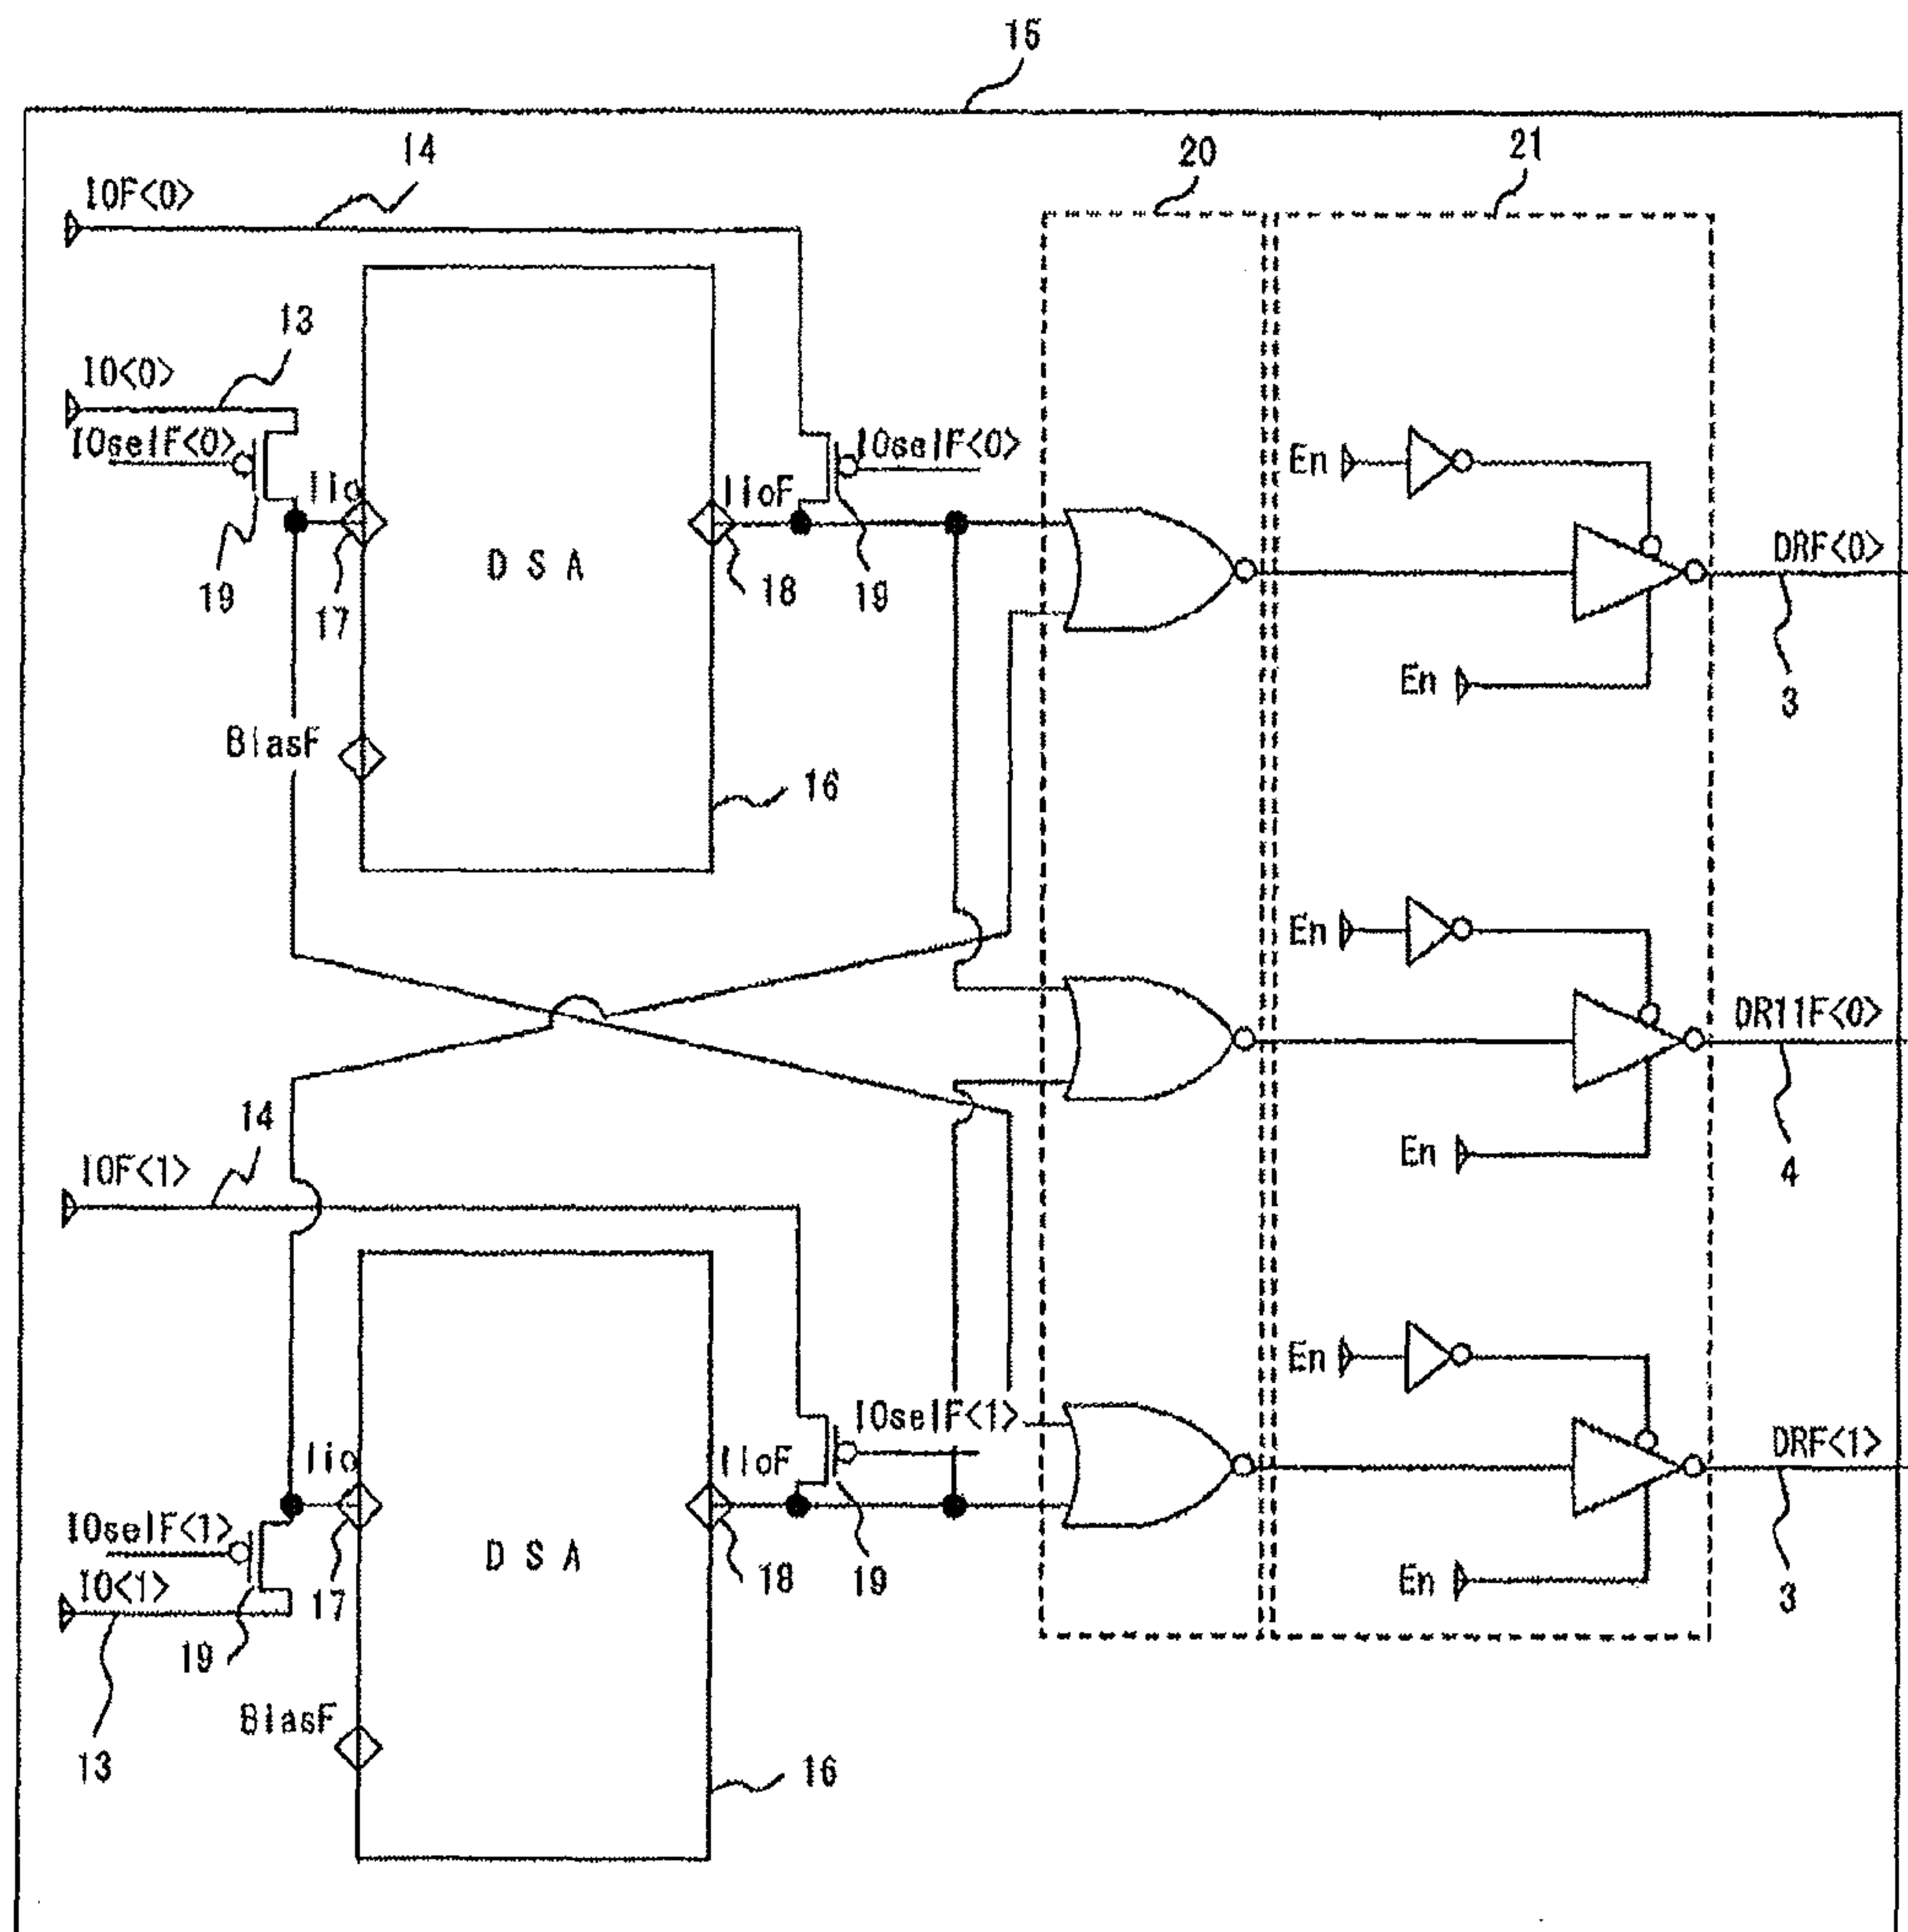 15
14
20
21
IOF<0>
13
IO<0>
IOselF<0>
IOselF<0>
En
Iio
IioF
DRF<0>
D S A
19
17
18
19
En
3
BiasF
16
En
DR11F<0>
14
IOF<1>
En
4
En
IOselF<1>
DRF<1>
Iio
IioF
IOselF<1>
D S A
IO<1>
17
18
19
En
3
19
BiasF
13
16